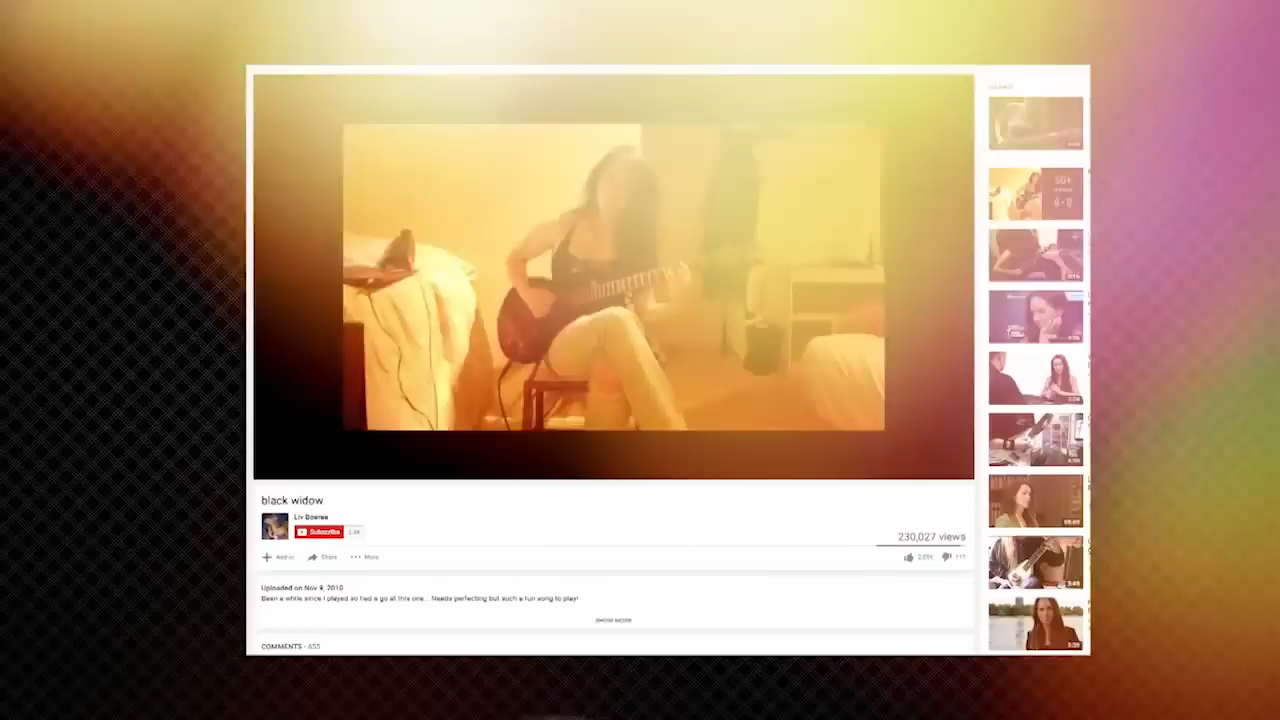 black widow
Liv Boeree
Subscribe
230,027 views
Add to
Share
More
Uploaded on Nov 9, 2010
Been a while since I played so had a go at this one... Needs perfecting but such a fun song to play!
SHOW MORE
COMMENTS • 655